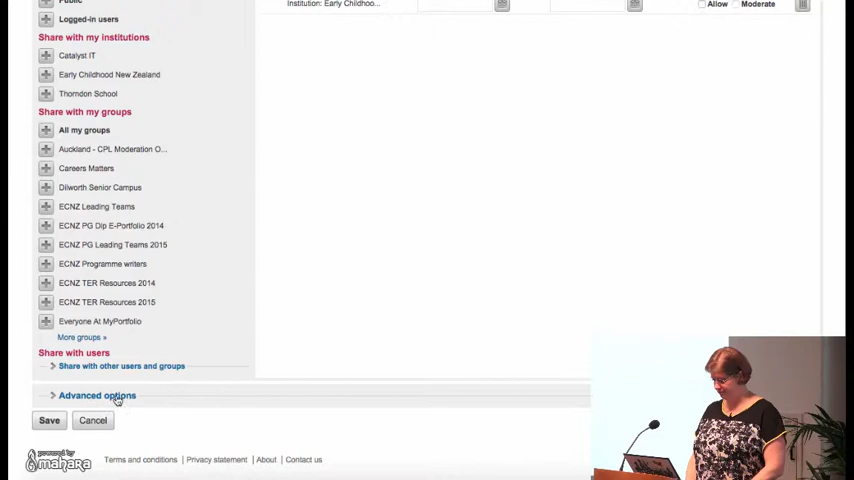 Public
Institution: Early Childhoo...
Allow Moderate
Logged-in users
Share with my institutions
Catalyst IT
Early Childhood New Zealand
Thorndon School
Share with my groups
All my groups
Auckland - CPL Moderation O...
Careers Matters
Dilworth Senior Campus
ECNZ Leading Teams
ECNZ PG Dip E-Portfolio 2014
ECNZ PG Leading Teams 2015
ECNZ Programme writers
ECNZ TER Resources 2014
ECNZ TER Resources 2015
Everyone At MyPortfolio
More groups »
Share with users
Share with other users and groups
Advanced options
Save Cancel
powered by
mahara
Terms and conditions | Privacy statement | About | Contact us